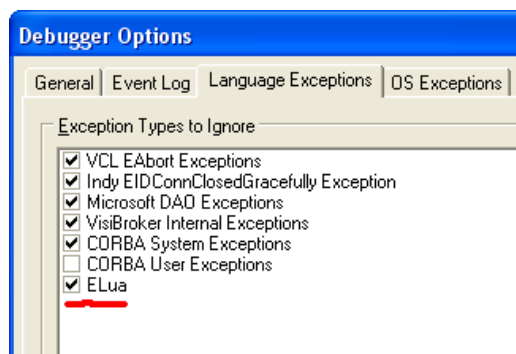 Debugger Options
General Event Log Language Exceptions OS Exceptions
Exception Types to Ignore
VCL EAbort Exceptions
Indy EIDConnClosedGracefully Exception
Microsoft DAO Exceptions
VisiBroker Internal Exceptions
CORBA System Exceptions
CORBA User Exceptions
ELua